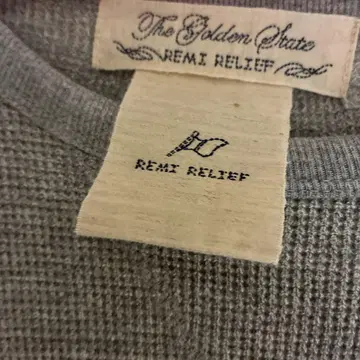 The Golden State
REMI RELIEF
REMI RELIEF